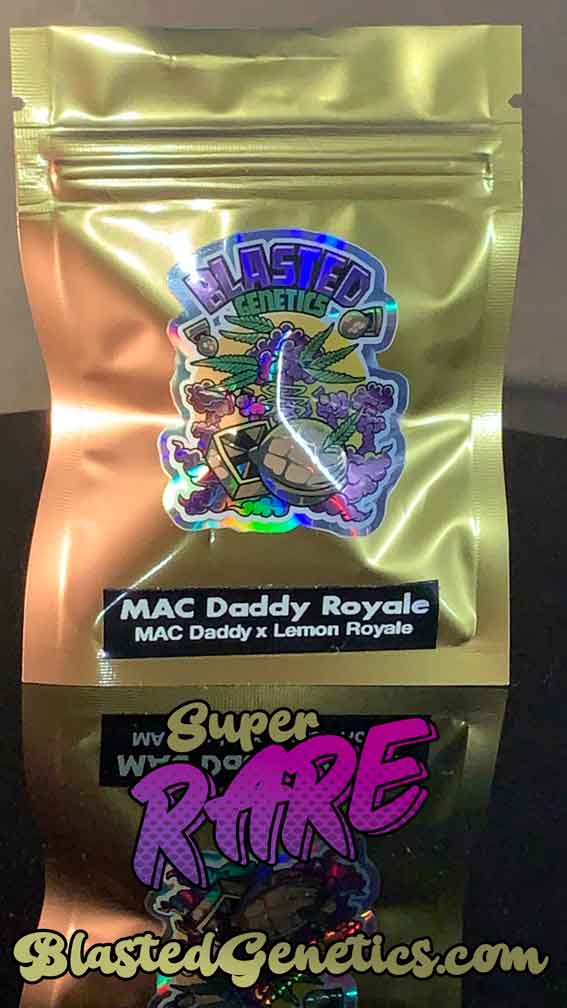 BLASTED
GENETICS
MAC Daddy Royale
MAC Daddy x Lemon Royale
Super
RARE
BlastedGenetics.com